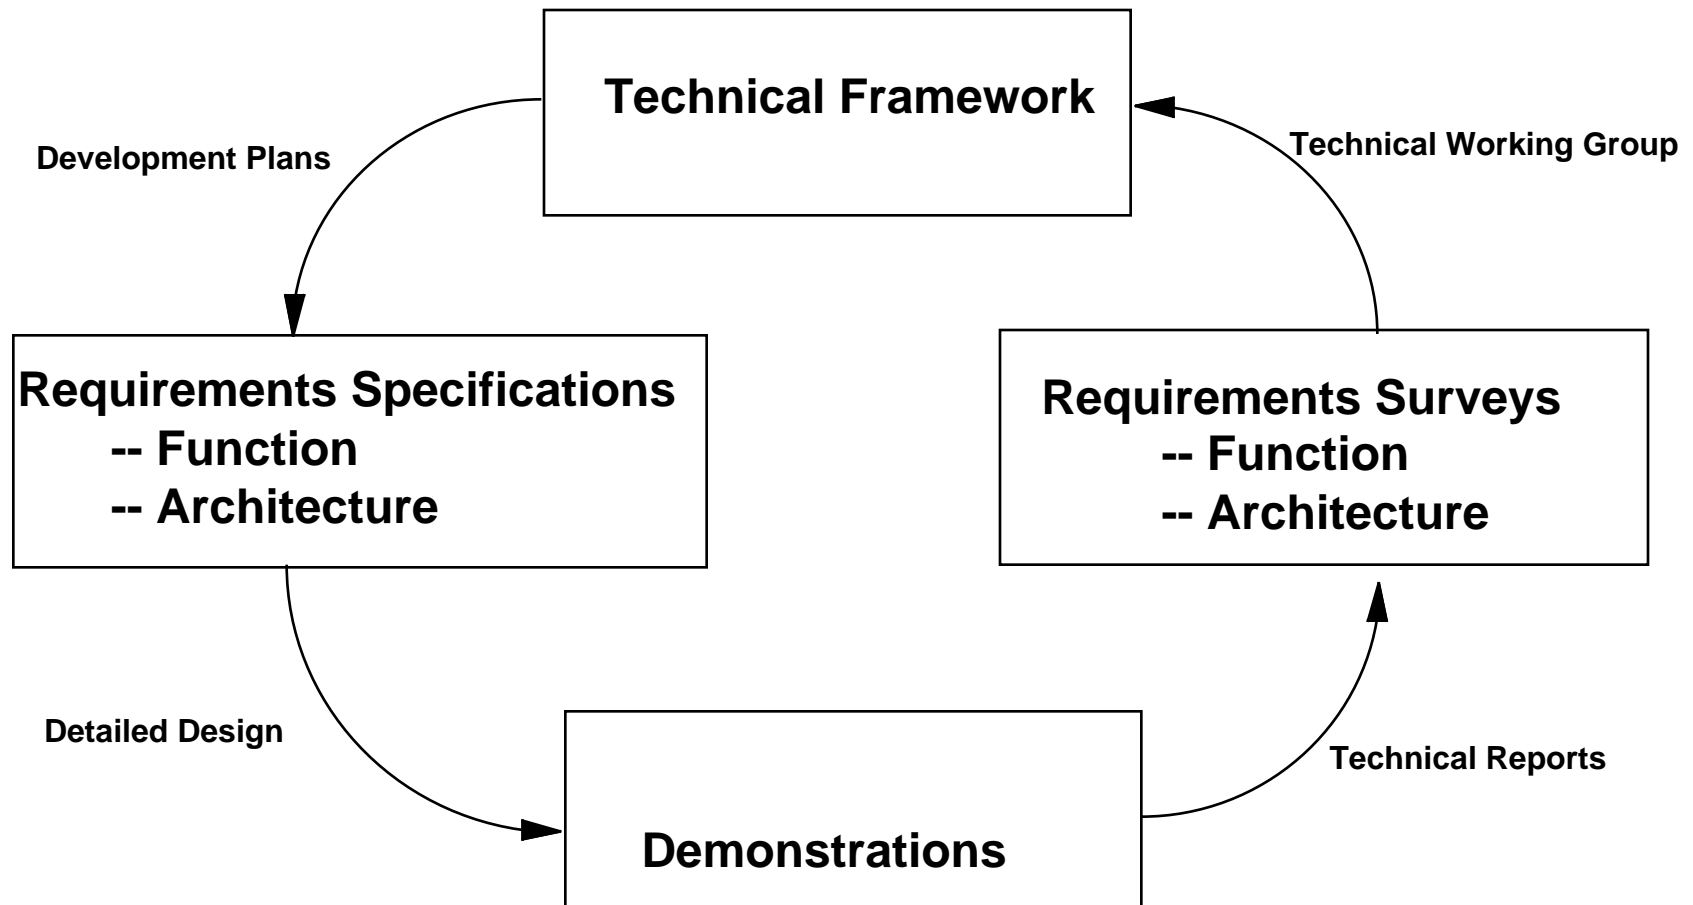 Technical Framework
Development Plans
Technical Working Group
Requirements Specifications
-- Function
-- Architecture
Requirements Surveys
-- Function
-- Architecture
Detailed Design
Technical Reports
Demonstrations